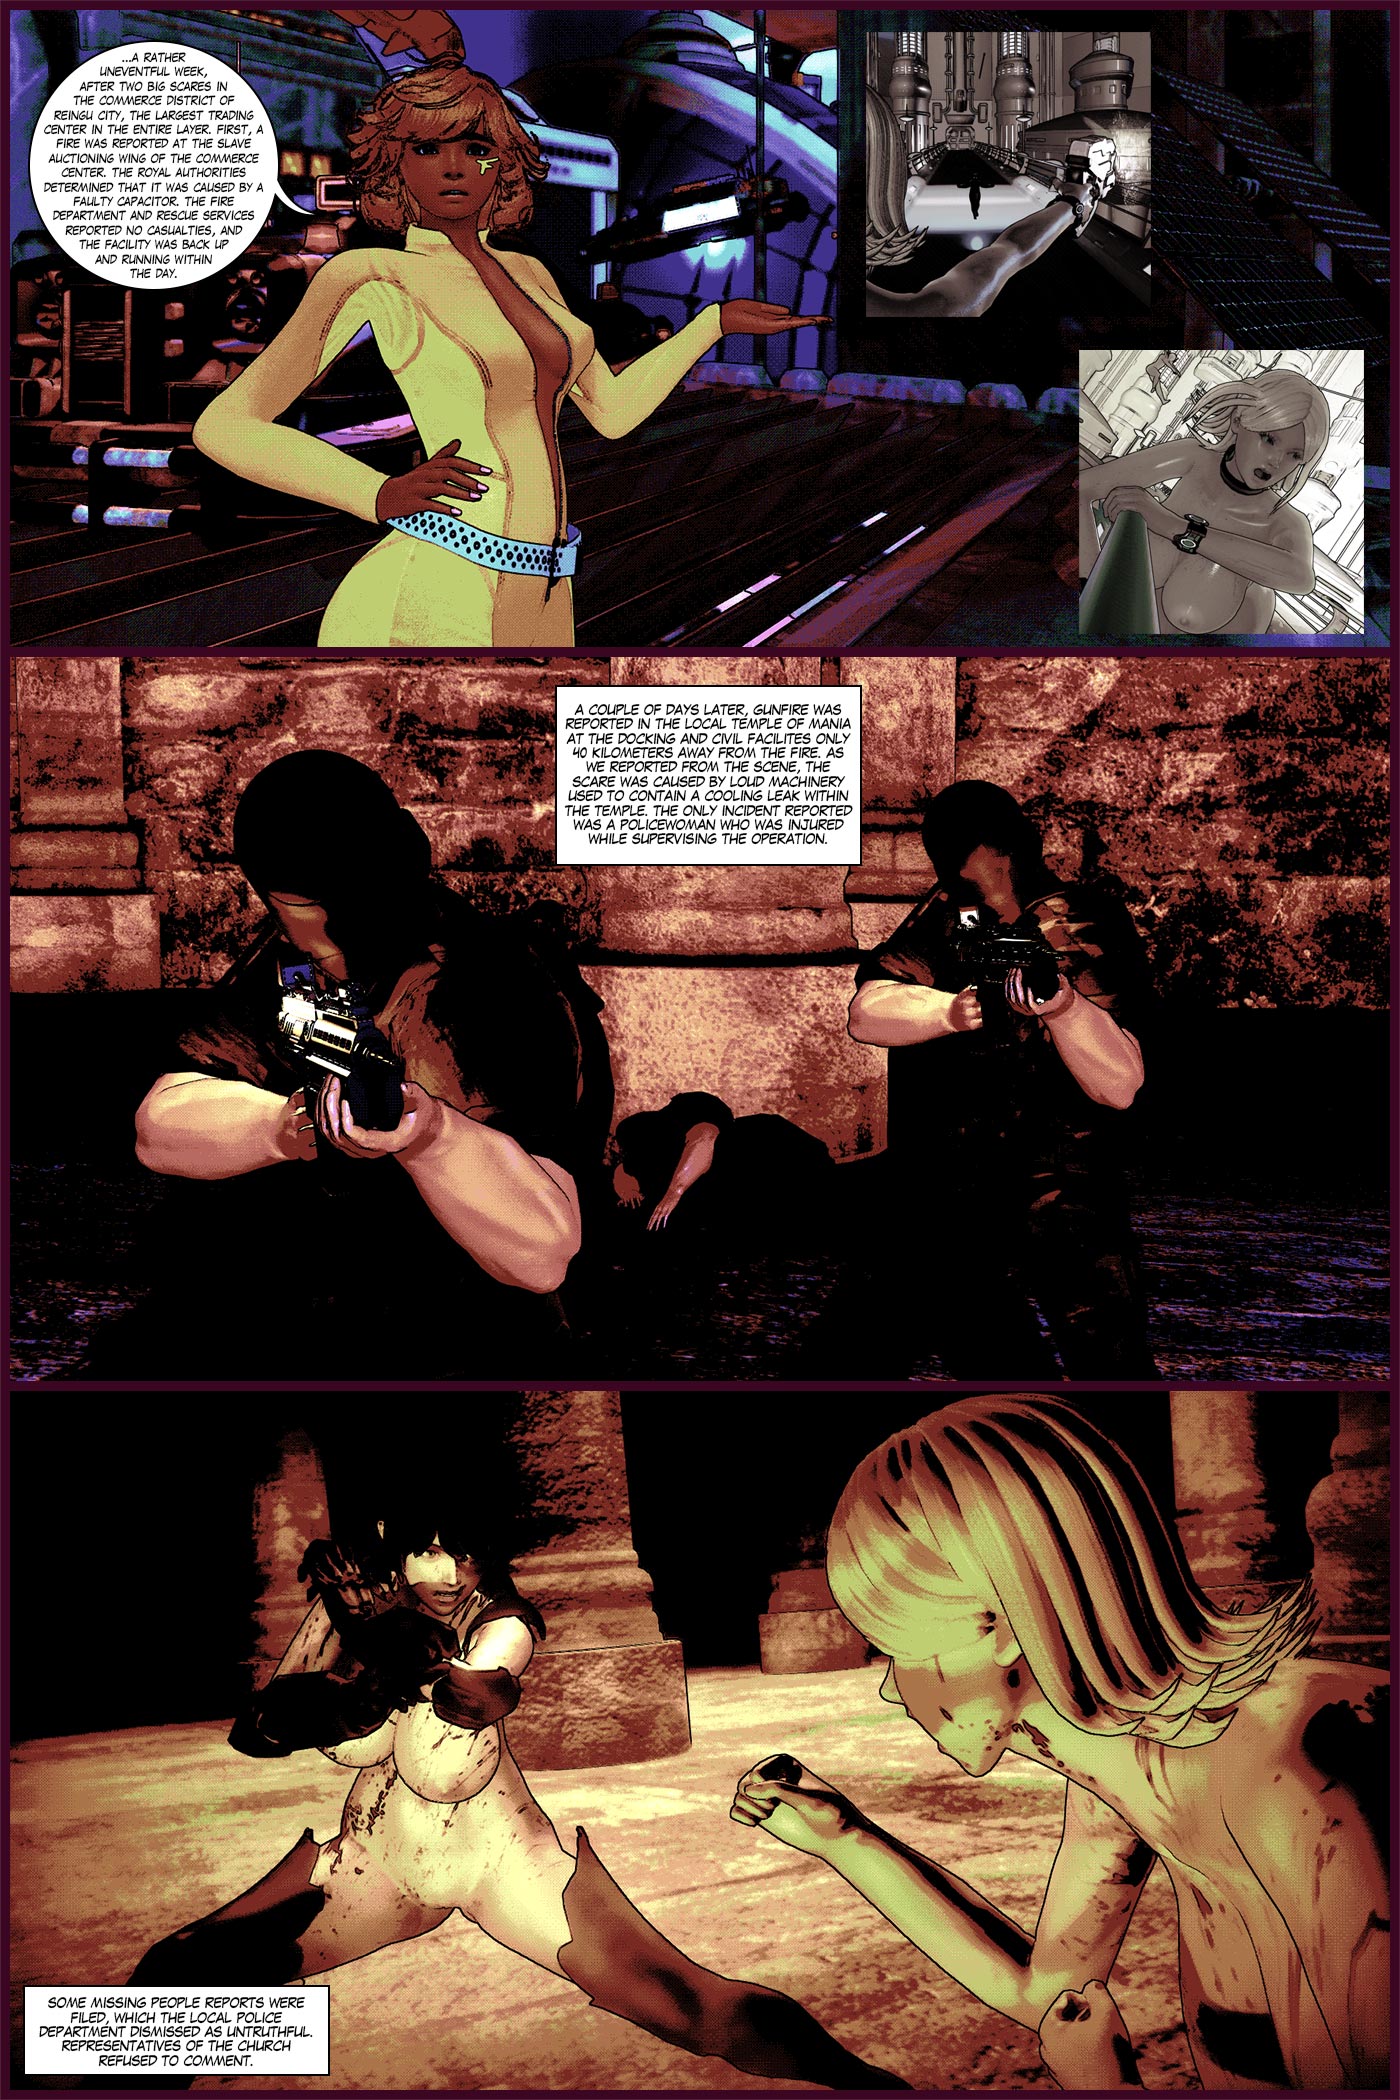 ...A RATHER
UNEVENTFUL WEEK,
AFTER TWO BIG SCARES IN
THE COMMERCE DISTRICT OF
REINGU CITY, THE LARGEST TRADING
CENTER IN THE ENTIRE LAYER. FIRST, A
FIRE WAS REPORTED AT THE SLAVE
AUCTIONING WING OF THE COMMERCE
CENTER. THE ROYAL AUTHORITIES
DETERMINED THAT IT WAS CAUSED BY A
FAULTY CAPACITOR. THE FIRE
DEPARTMENT AND RESCUE SERVICES
REPORTED NO CASUALTIES, AND
THE FACILITY WAS BACK UP
AND RUNNING WITHIN
THE DAY.
A COUPLE OF DAYS LATER, GUNFIRE WAS
REPORTED IN THE LOCAL TEMPLE OF MANIA
AT THE DOCKING AND CIVIL FACILITES ONLY
40 KILOMETERS AWAY FROM THE FIRE. AS
WE REPORTED FROM THE SCENE, THE
SCARE WAS CAUSED BY LOUD MACHINERY
USED TO CONTAIN A COOLING LEAK WITHIN
THE TEMPLE. THE ONLY INCIDENT REPORTED
WAS A POLICEWOMAN WHO WAS INJURED
WHILE SUPERVISING THE OPERATION.
SOME MISSING PEOPLE REPORTS WERE
FILED, WHICH THE LOCAL POLICE
DEPARTMENT DISMISSED AS UNTRUTHFUL.
REPRESENTATIVES OF THE CHURCH
REFUSED TO COMMENT.